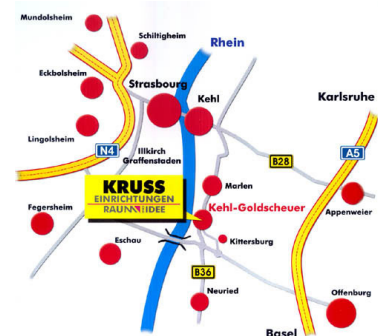 Mundolsheim
Schiltigheim
Rhein
Eckbolsheim
Strasbourg
Kehl
Karlsruhe
Lingolsheim
N4
Illkirch
Graffenstaden
B28
A5
KRUSS
EINRICHTUNGEN
RAUM UND IDEE
Marlen
Kehl-Goldscheuer
Appenweier
Fegersheim
Kittersburg
Eschau
B36
Offenburg
Neuried
Basel